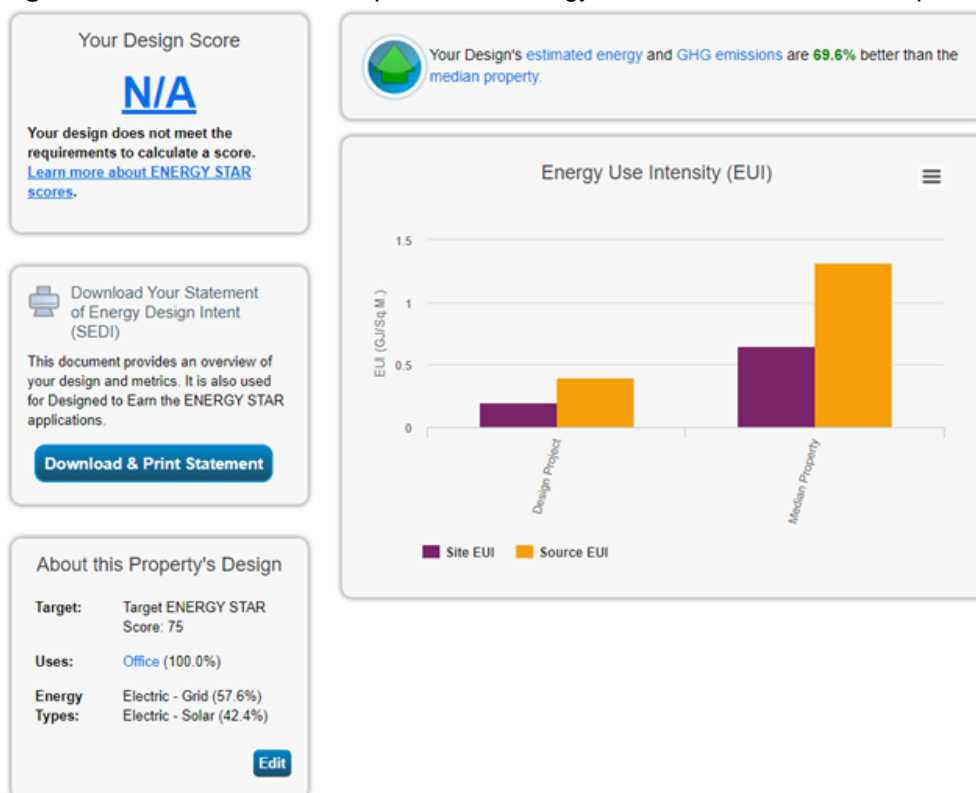 Your Design Score
N/A
Your design does not meet the
requirements to calculate a score.
Learn more about ENERGY STAR
scores.
Download Your Statement
of Energy Design Intent
(SEDI)
This document provides an overview of
your design and metrics. It is also used
for Designed to Earn the ENERGY STAR
applications.
Download & Print Statement
About this Property's Design
Target: Target ENERGY STAR
Score: 75
Uses: Office (100.0%)
Energy Electric - Grid (57.6%)
Types: Electric - Solar (42.4%)
Edit
Your Design's estimated energy and GHG emissions are 69.6% better than the
median property.
Energy Use Intensity (EUI)
EUI (GJ/Sq.M.)
1.5
1
0.5
0
Design Project
Median Property
Site EUI Source EUI